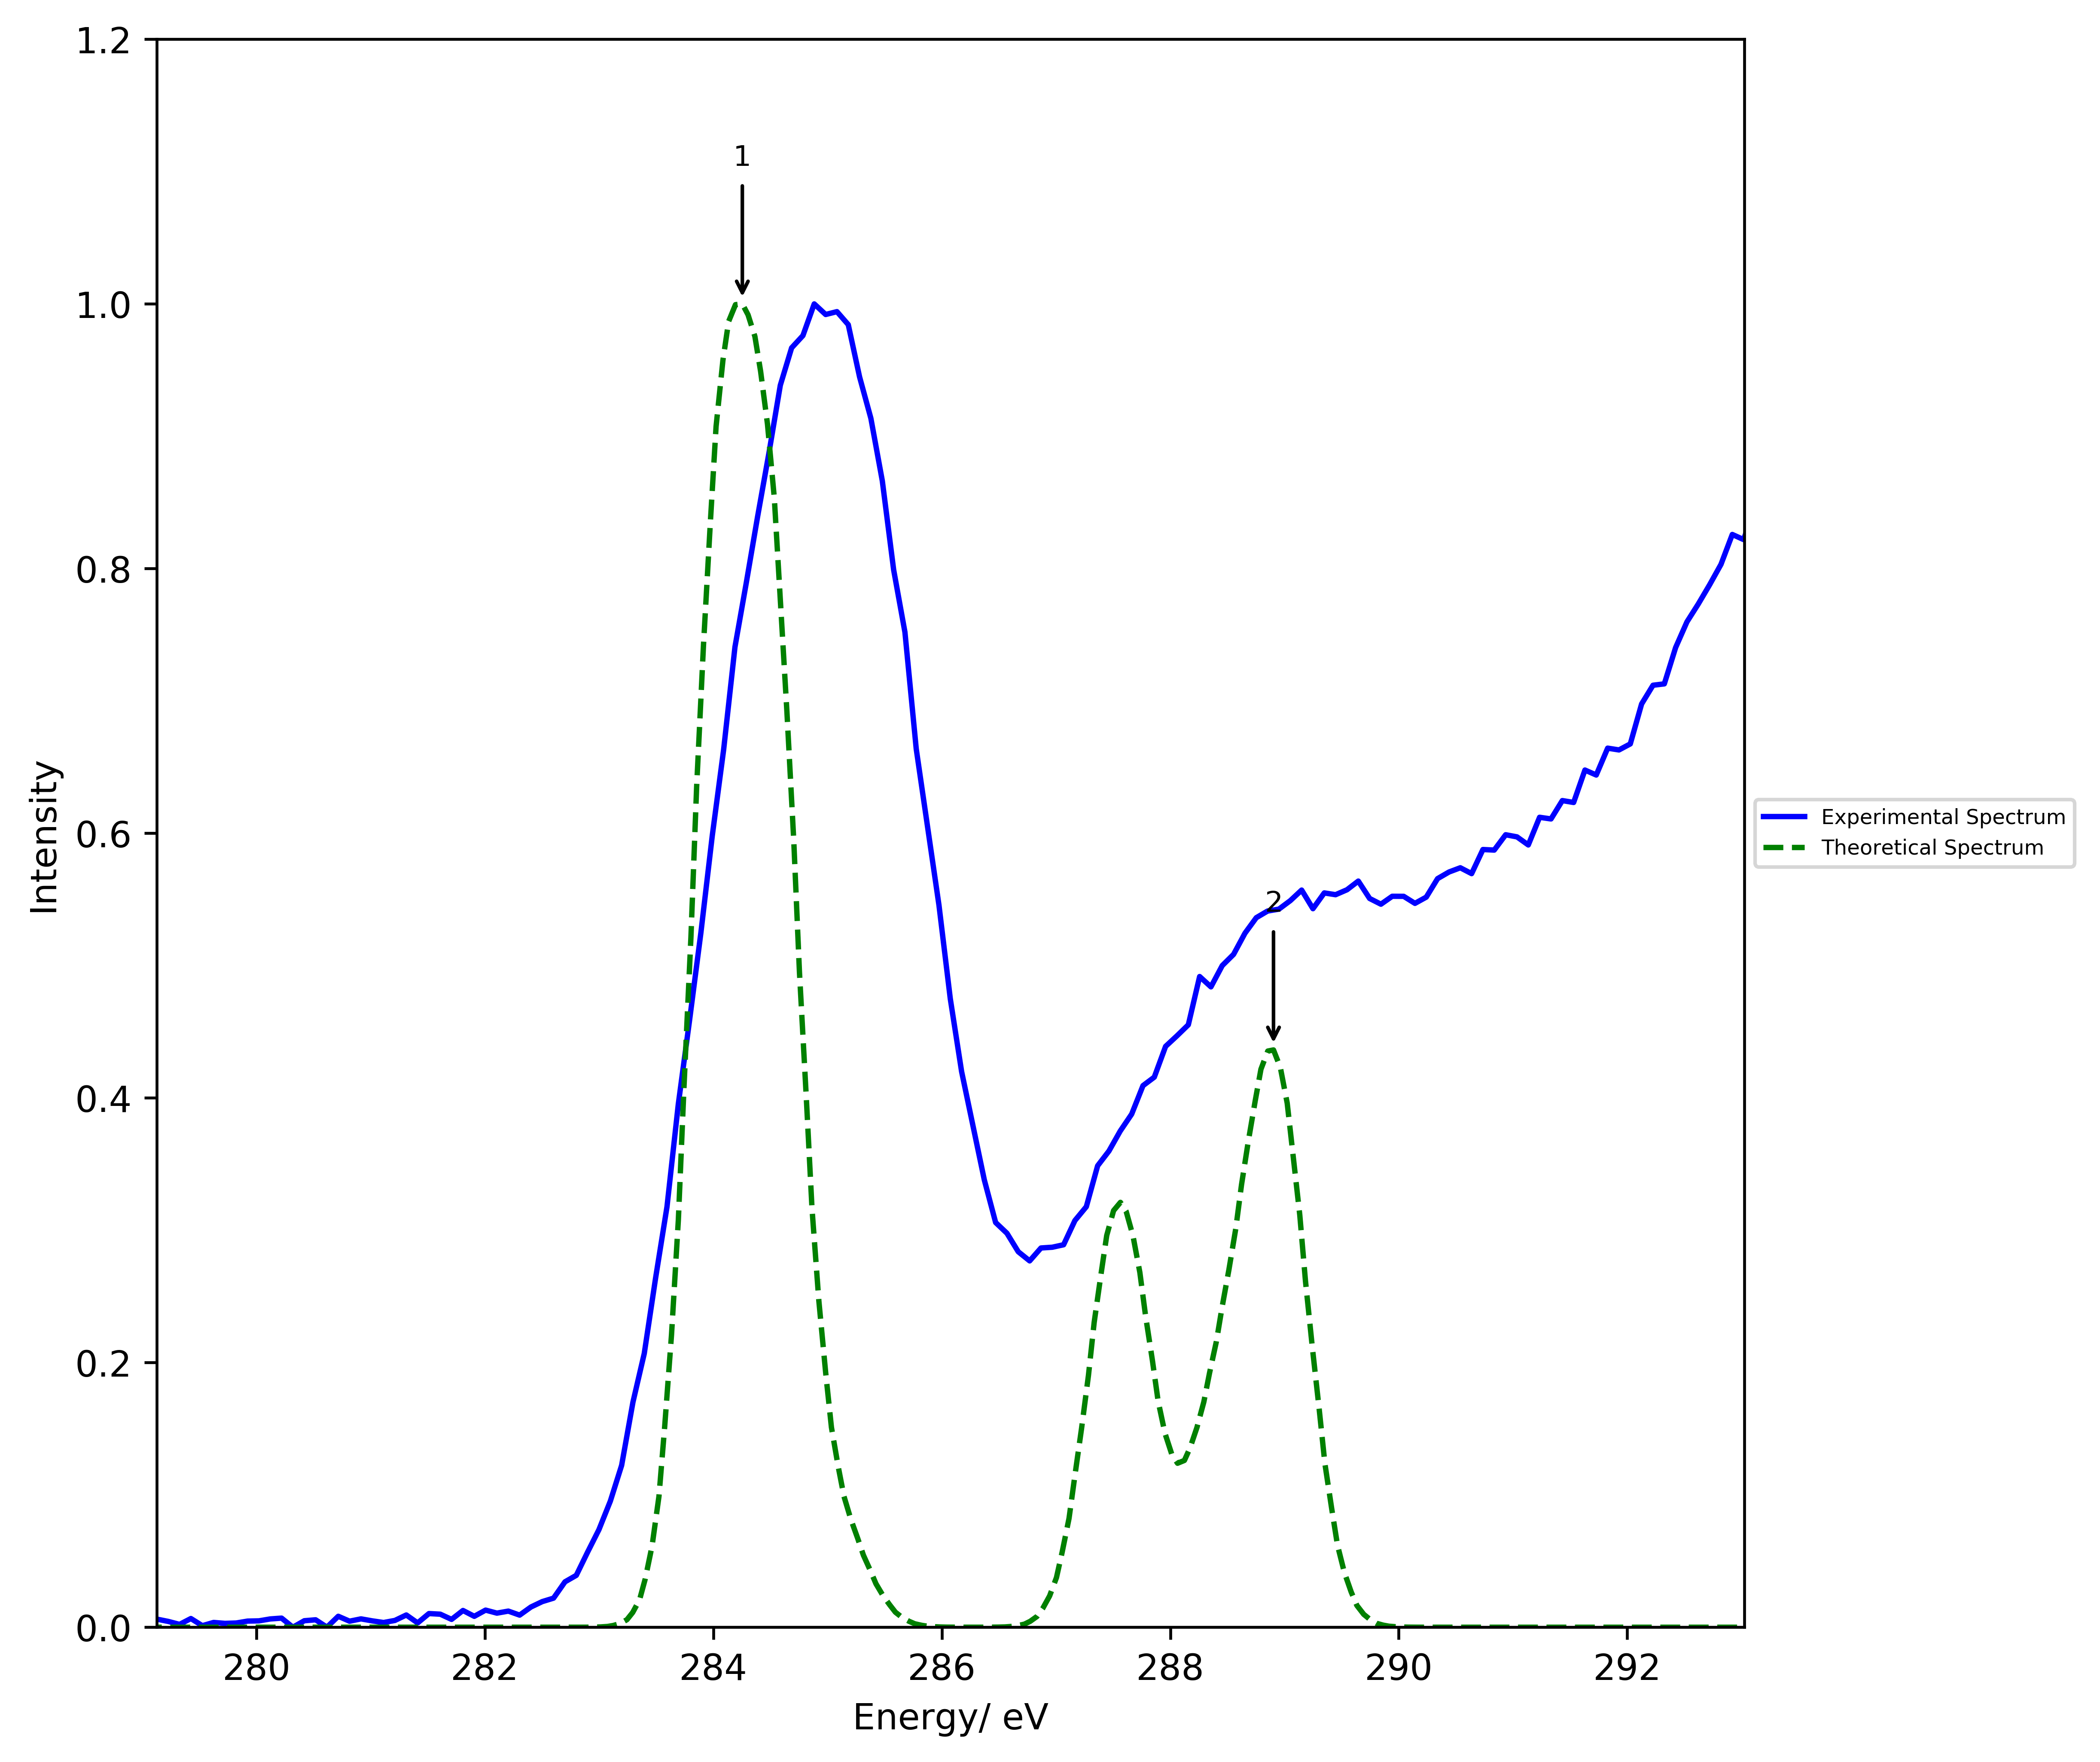 1.2
1.0
0.8
0.6
0.4
0.2
0.0
Intensity
1
2
280 282 284 286 288 290 292
Energy/ eV
Experimental Spectrum
Theoretical Spectrum